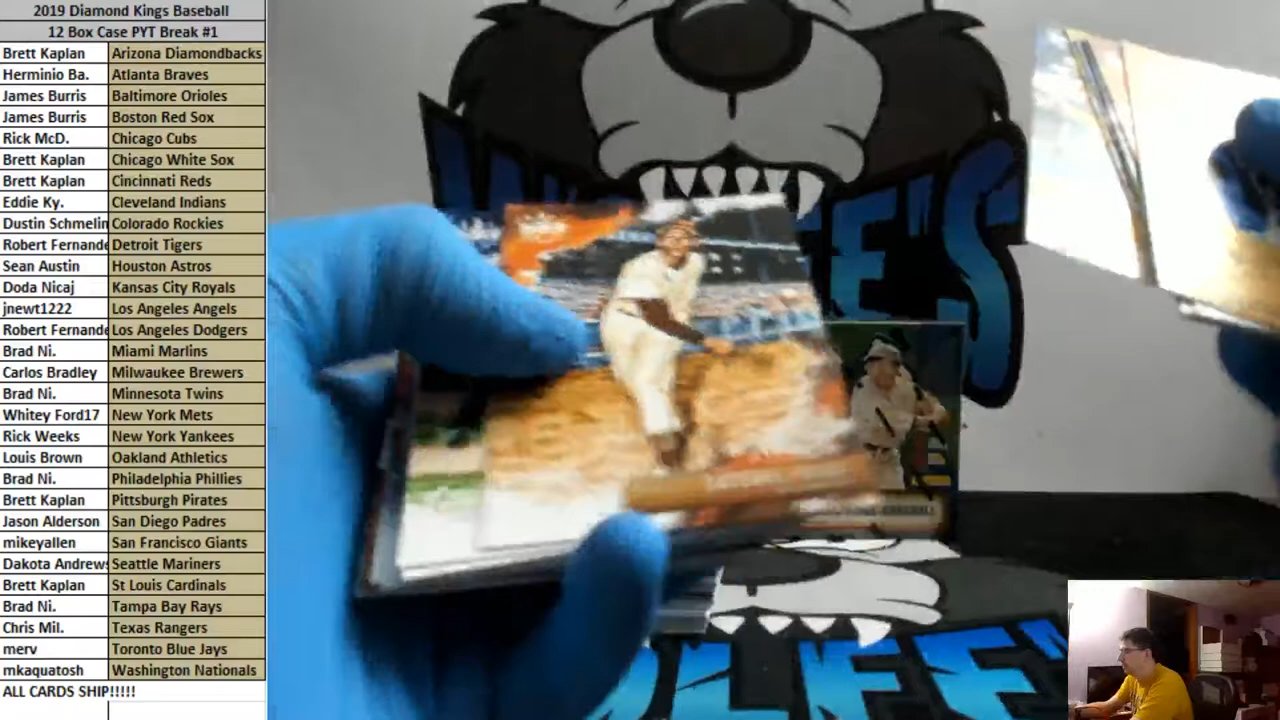 2019 Diamond Kings Baseball
12 Box Case PYT Break #1
Brett Kaplan Arizona Diamondbacks
Herminio Ba. Atlanta Braves
James Burris Baltimore Orioles
James Burris Boston Red Sox
Rick McD. Chicago Cubs
Brett Kaplan Chicago White Sox
Brett Kaplan Cincinnati Reds
Eddie Ky. Cleveland Indians
Dustin Schmelin Colorado Rockies
Robert Fernande Detroit Tigers
Sean Austin Houston Astros
Doda Nicaj Kansas City Royals
jnewt1222 Los Angeles Angels
Robert Fernande Los Angeles Dodgers
Brad Ni. Miami Marlins
Carlos Bradley Milwaukee Brewers
Brad Ni. Minnesota Twins
Whitey Ford17 New York Mets
Rick Weeks New York Yankees
Louis Brown Oakland Athletics
Brad Ni. Philadelphia Phillies
Brett Kaplan Pittsburgh Pirates
Jason Alderson San Diego Padres
mikeyallen San Francisco Giants
Dakota Andrews Seattle Mariners
Brett Kaplan St Louis Cardinals
Brad Ni. Tampa Bay Rays
Chris Mil. Texas Rangers
merv Toronto Blue Jays
mkaquatosh Washington Nationals
ALL CARDS SHIP!!!!!